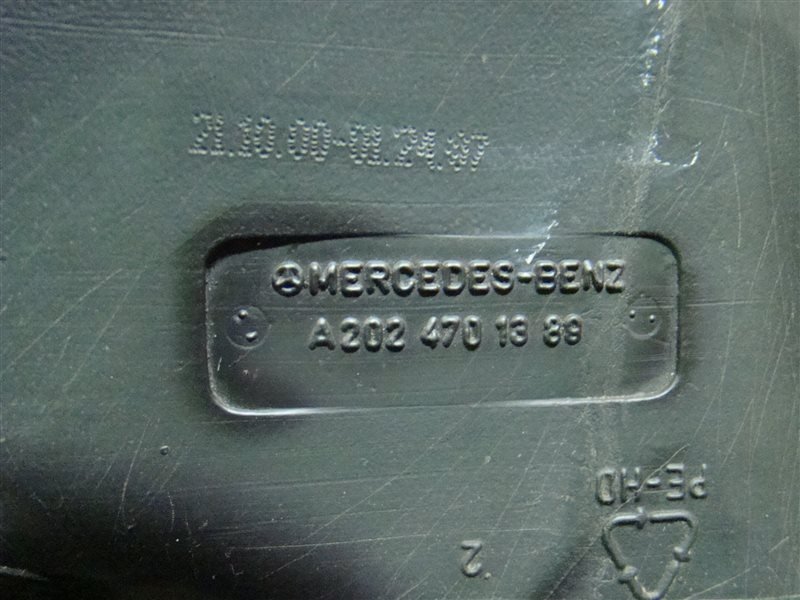 21.10.00-01.24.97
MERCEDES-BENZ
A 202 470 13 89
PE-HD
2